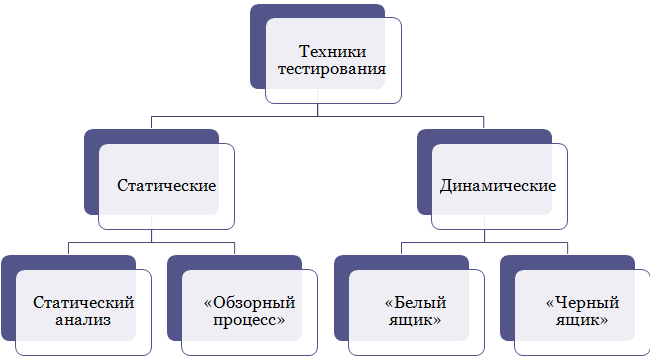 Техники
тестирования
Статические
Динамические
Статический
анализ
«Обзорный
процесс»
«Белый
ящик»
«Черный
ящик»